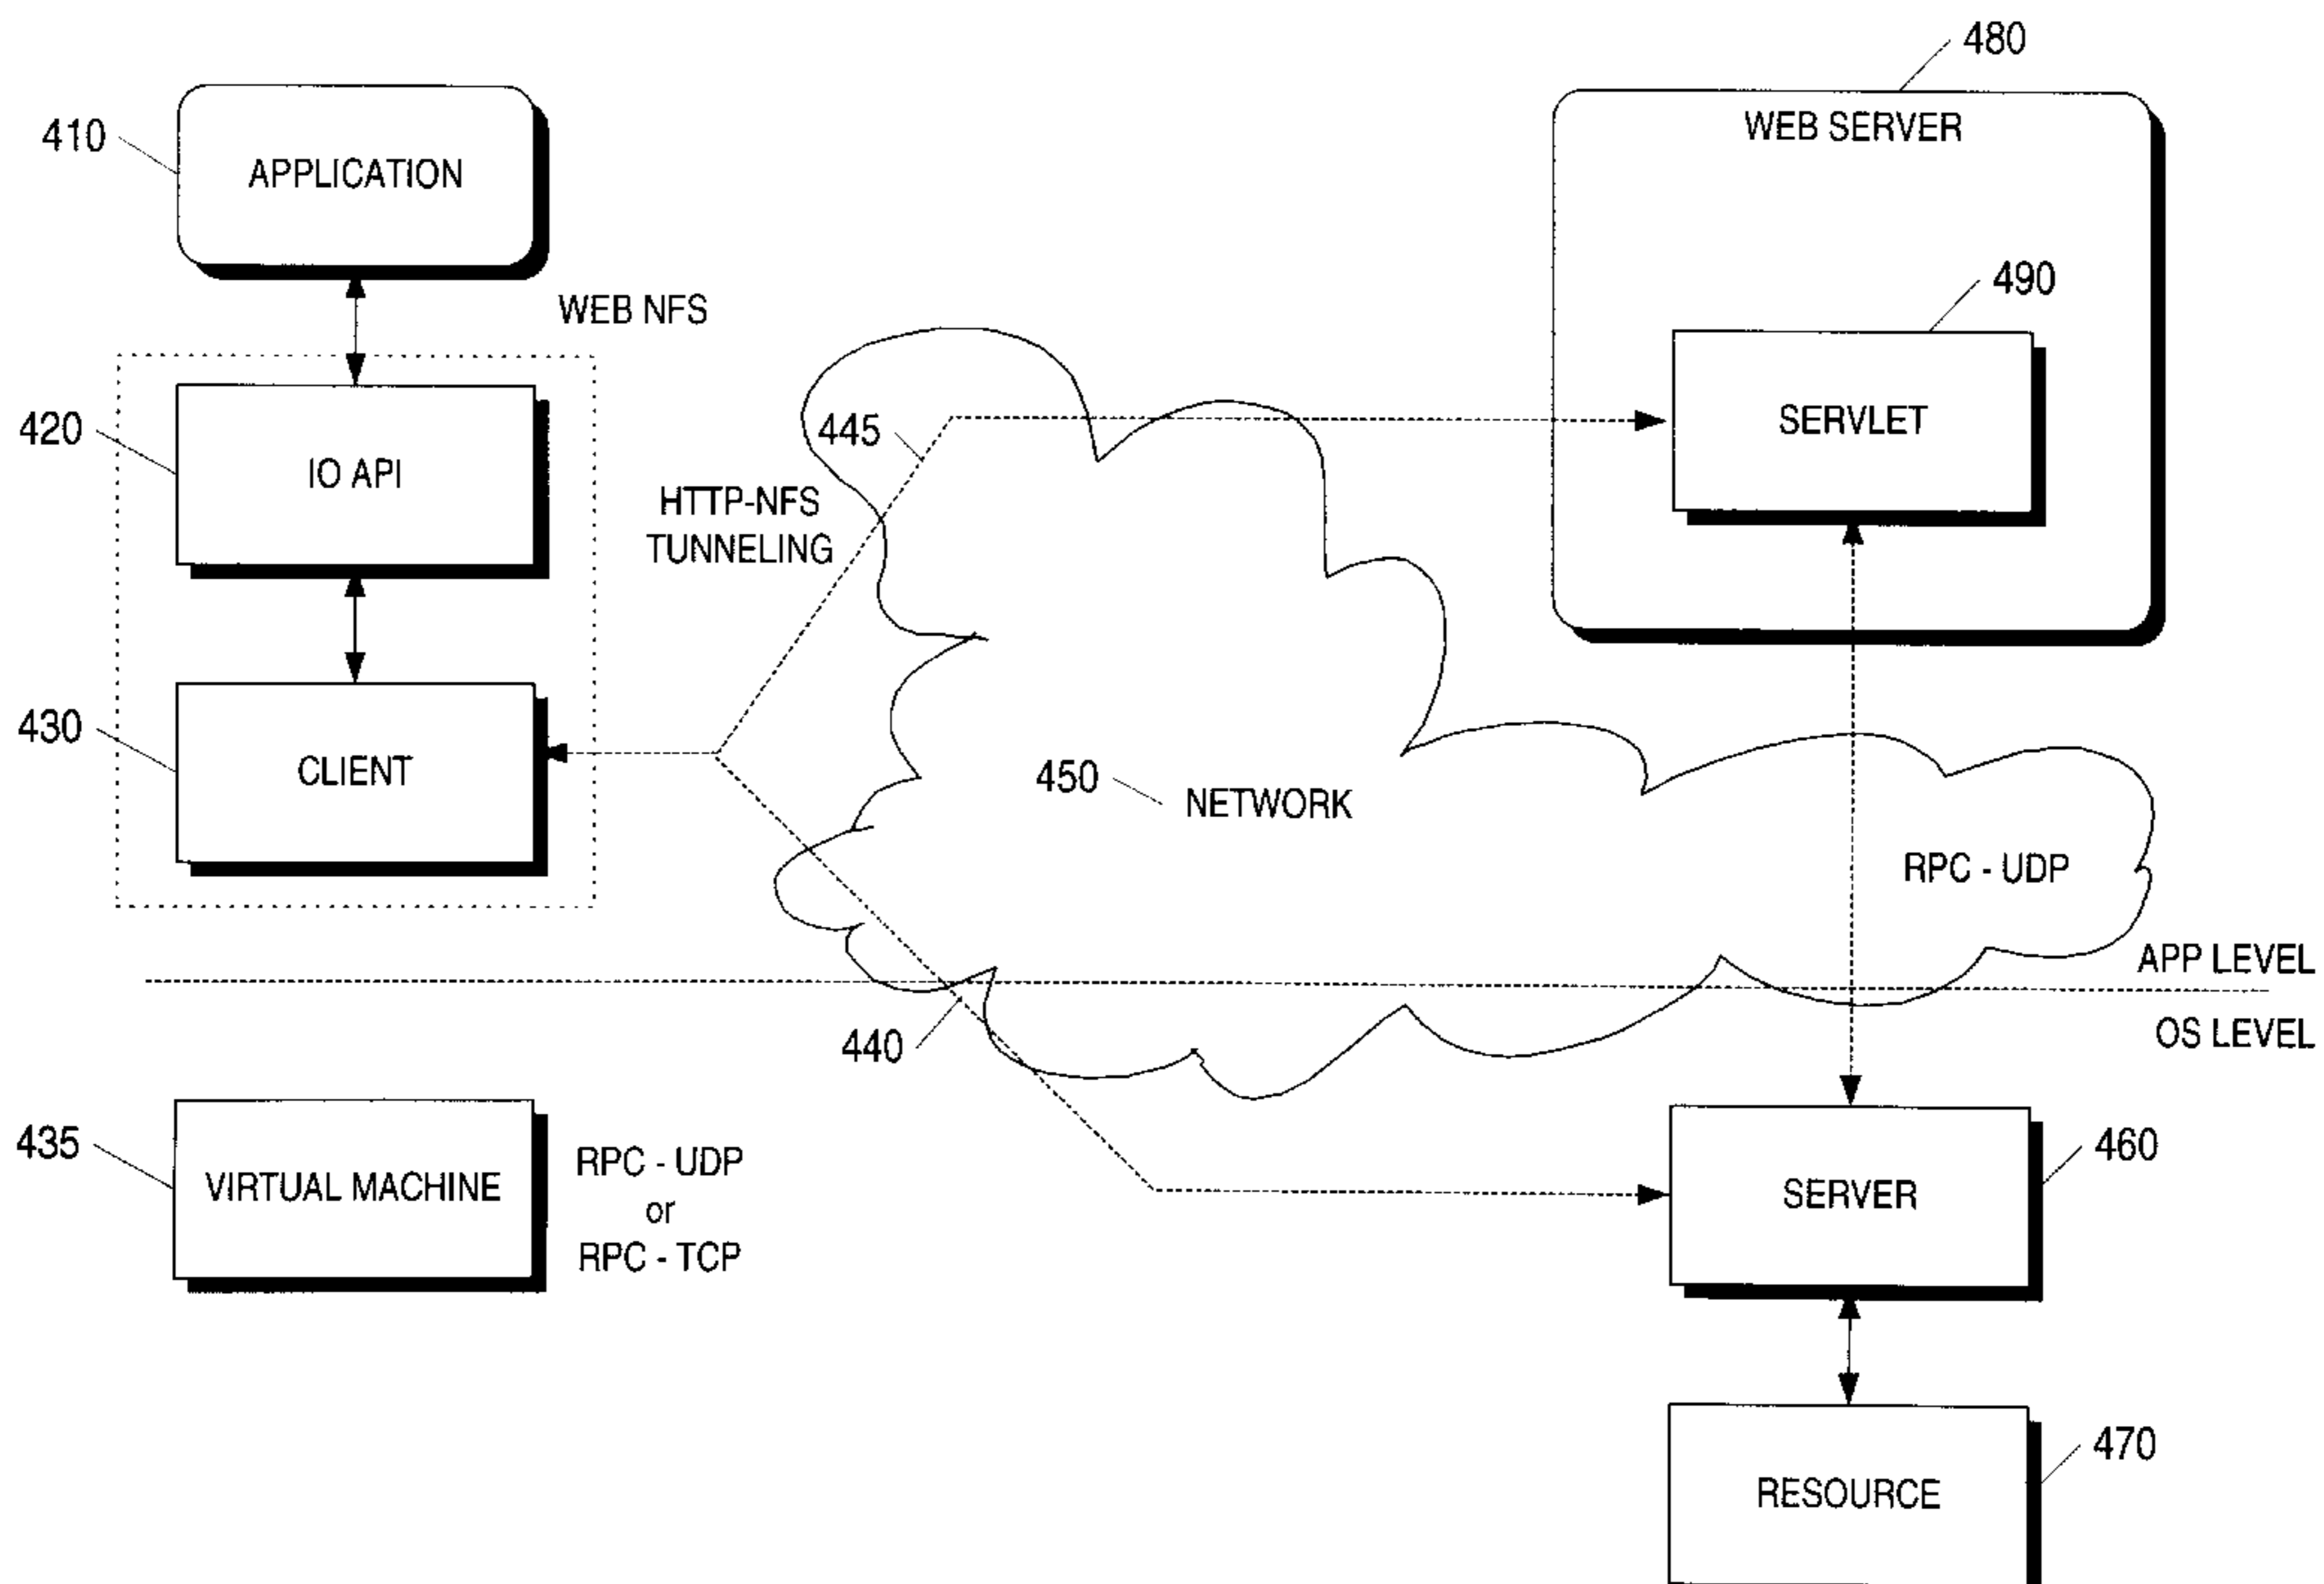 480
WEB SERVER
410
APPLICATION
490
WEB NFS
SERVLET
445
420
IO API
HTTP-NFS
TUNNELING
430
CLIENT
450
NETWORK
RPC - UDP
APP LEVEL
440
OS LEVEL
435
VIRTUAL MACHINE
RPC - UDP
or
RPC - TCP
460
SERVER
470
RESOURCE